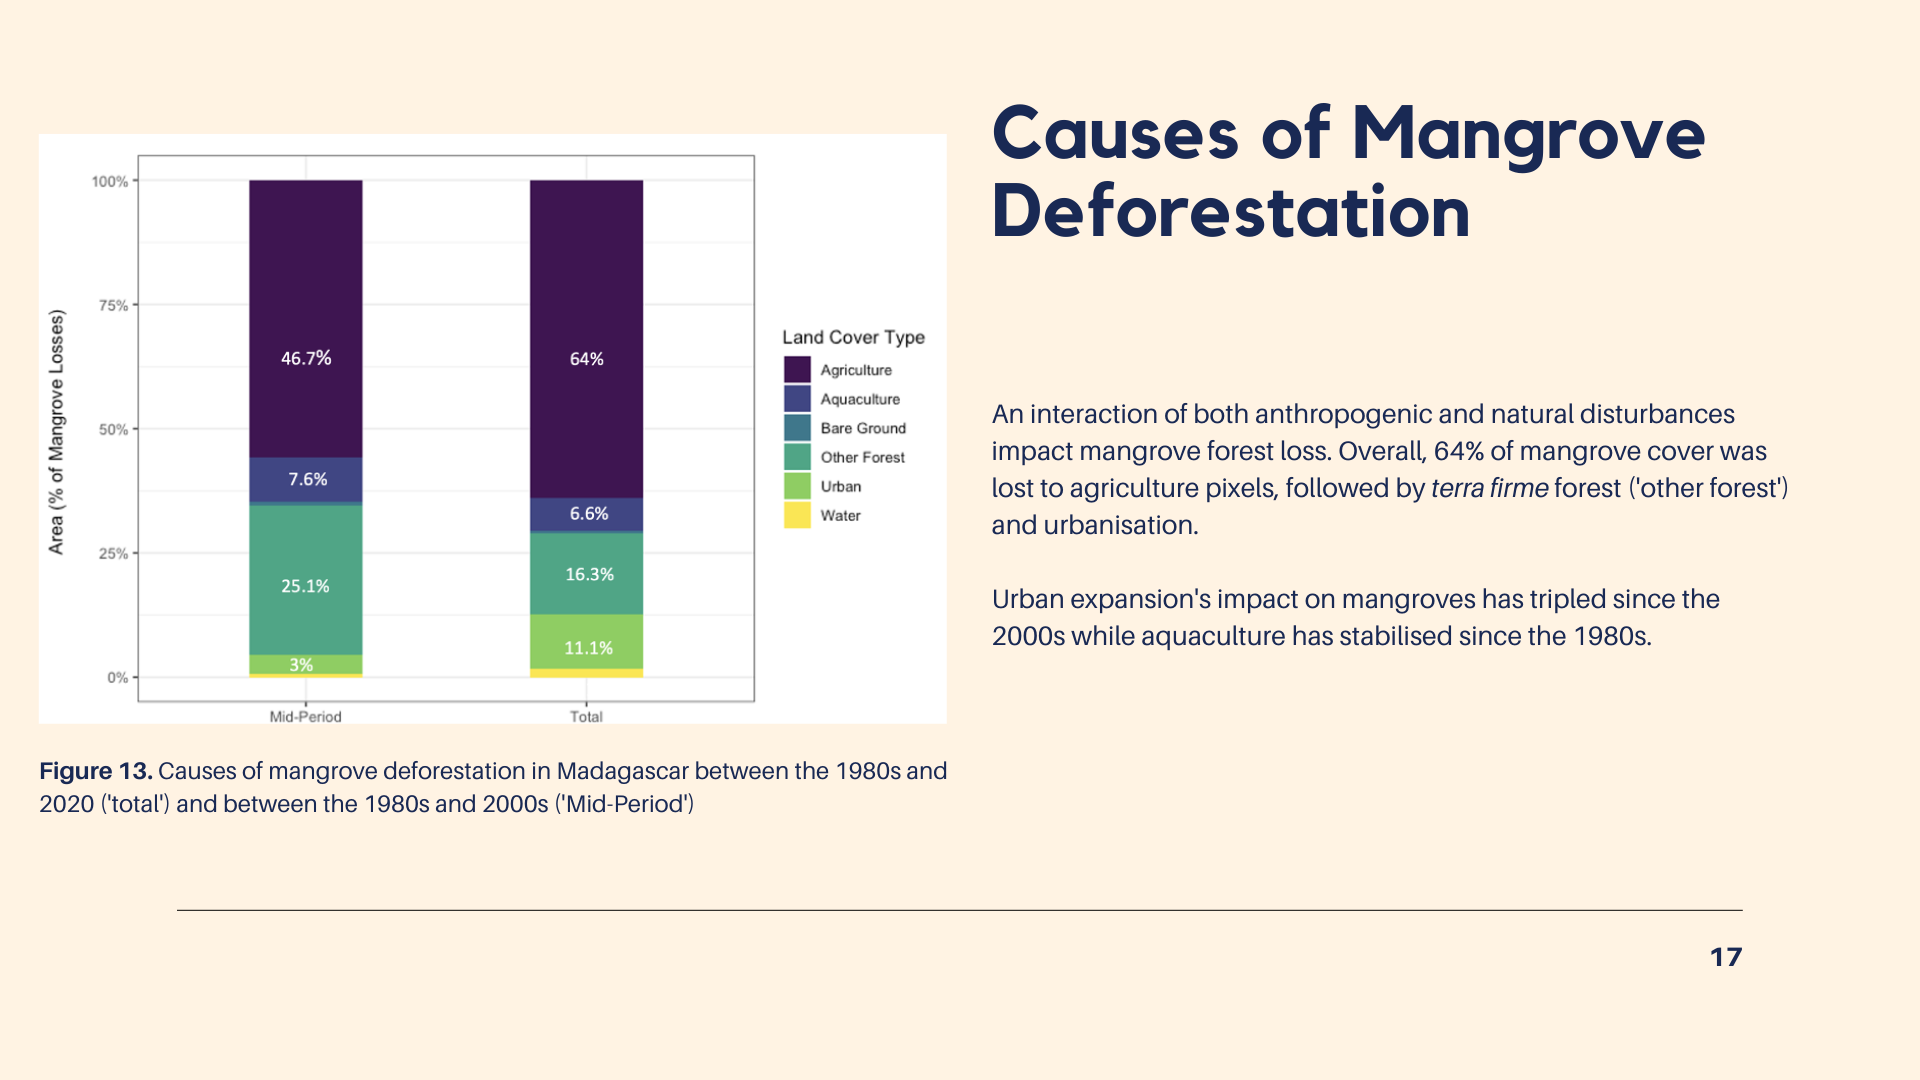 Causes of Mangrove
Deforestation
Area (% of Mangrove Losses)
100%
75%
50%
25%
0%
46.7%
7.6%
25.1%
3%
64%
6.6%
16.3%
11.1%
Mid-Period
Total
Land Cover Type
Agriculture
Aquaculture
Bare Ground
Other Forest
Urban
Water
Figure 13. Causes of mangrove deforestation in Madagascar between the 1980s and
2020 ('total') and between the 1980s and 2000s ('Mid-Period')
An interaction of both anthropogenic and natural disturbances
impact mangrove forest loss. Overall, 64% of mangrove cover was
lost to agriculture pixels, followed by terra firme forest ('other forest')
and urbanisation.
Urban expansion's impact on mangroves has tripled since the
2000s while aquaculture has stabilised since the 1980s.
17